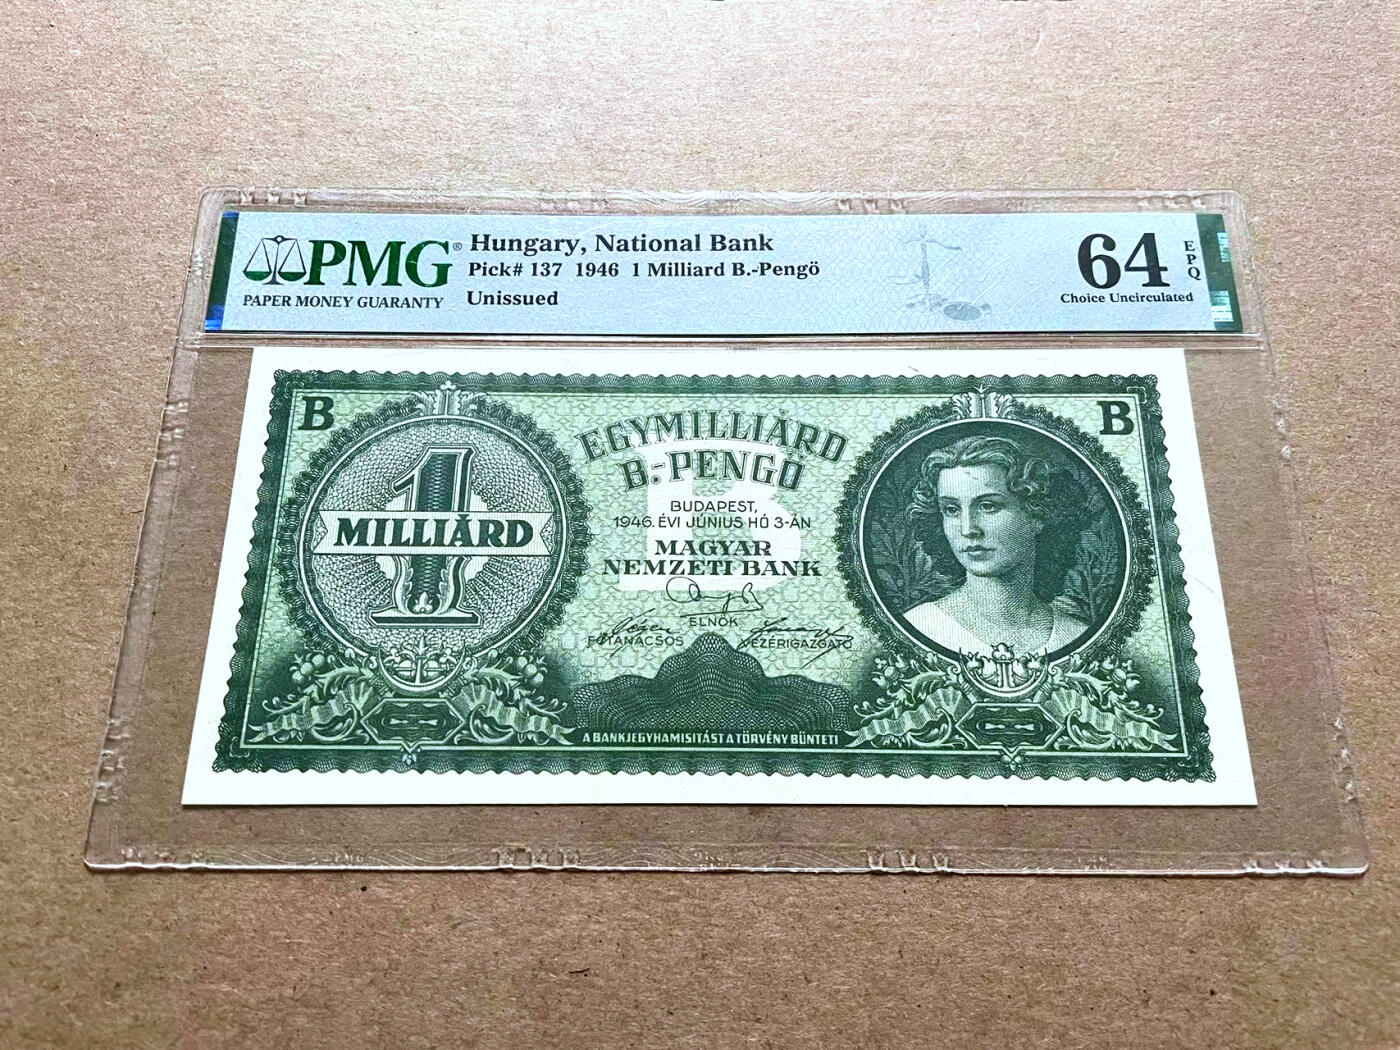 PMG®
PAPER MONEY GUARANTY
Hungary, National Bank
Pick# 137 1946 1 Milliard B.-Pengö
Unissued
64
EPQ
Choice Uncirculated
B
B
1
MILLIÁRD
EGYMILLIÁRD
B.-PENGŐ
BUDAPEST,
1946. ÉVI JÚNIUS HÓ 3-ÁN
MAGYAR
NEMZETI BANK
ELNÖK
FŐTANÁCSOS
VEZÉRIGAZGATÓ
A BANKJEGYHAMISITÁST A TÖRVÉNY BÜNTETI